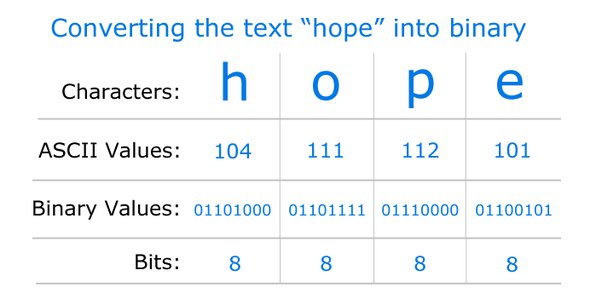 Converting the text “hope” into binary
Characters: h o p e
ASCII Values: 104 111 112 101
Binary Values: 01101000 01101111 01110000 01100101
Bits: 8 8 8 8